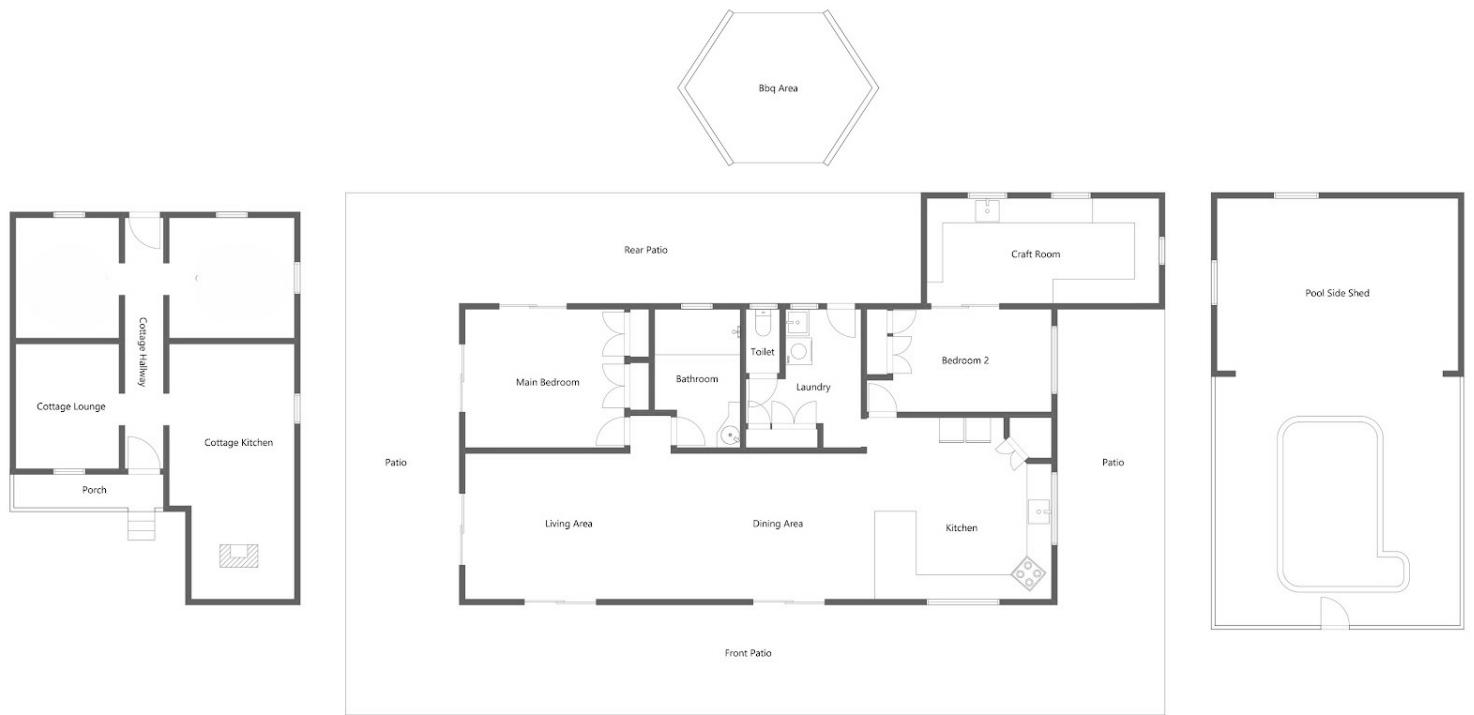 Bbq Area
Rear Patio
Craft Room
Pool Side Shed
Cottage Hallway
Toilet
Bedroom 2
Main Bedroom
Bathroom
Laundry
Cottage Lounge
Cottage Kitchen
Patio
Patio
Porch
Living Area
Dining Area
Kitchen
Front Patio